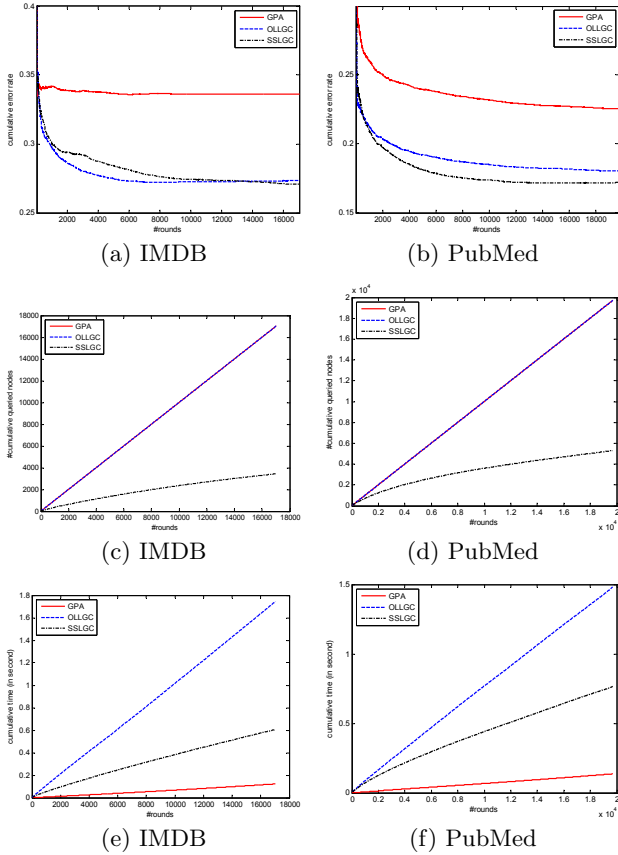 0.4
0.35
0.3
0.25
cumulative error rate
GPA
OLLGC
SSLGC
2000 4000 6000 8000 10000 12000 14000 16000
#rounds
(a) IMDB
0.25
0.2
0.15
cumulative error rate
GPA
OLLGC
SSLGC
2000 4000 6000 8000 10000 12000 14000 16000 18000
#rounds
(b) PubMed
18000
16000
14000
12000
10000
8000
6000
4000
2000
0
#cumulative queried nodes
GPA
OLLGC
SSLGC
0 2000 4000 6000 8000 10000 12000 14000 16000 18000
#rounds
(c) IMDB
x 10^4
2
1.8
1.6
1.4
1.2
1
0.8
0.6
0.4
0.2
0
#cumulative queried nodes
GPA
OLLGC
SSLGC
0 0.2 0.4 0.6 0.8 1 1.2 1.4 1.6 1.8 2
#rounds
x 10^4
(d) PubMed
1.8
1.6
1.4
1.2
1
0.8
0.6
0.4
0.2
0
cumulative time (in second)
GPA
OLLGC
SSLGC
0 2000 4000 6000 8000 10000 12000 14000 16000 18000
#rounds
(e) IMDB
1.5
1
0.5
0
cumulative time (in second)
GPA
OLLGC
SSLGC
0 0.2 0.4 0.6 0.8 1 1.2 1.4 1.6 1.8 2
#rounds
x 10^4
(f) PubMed